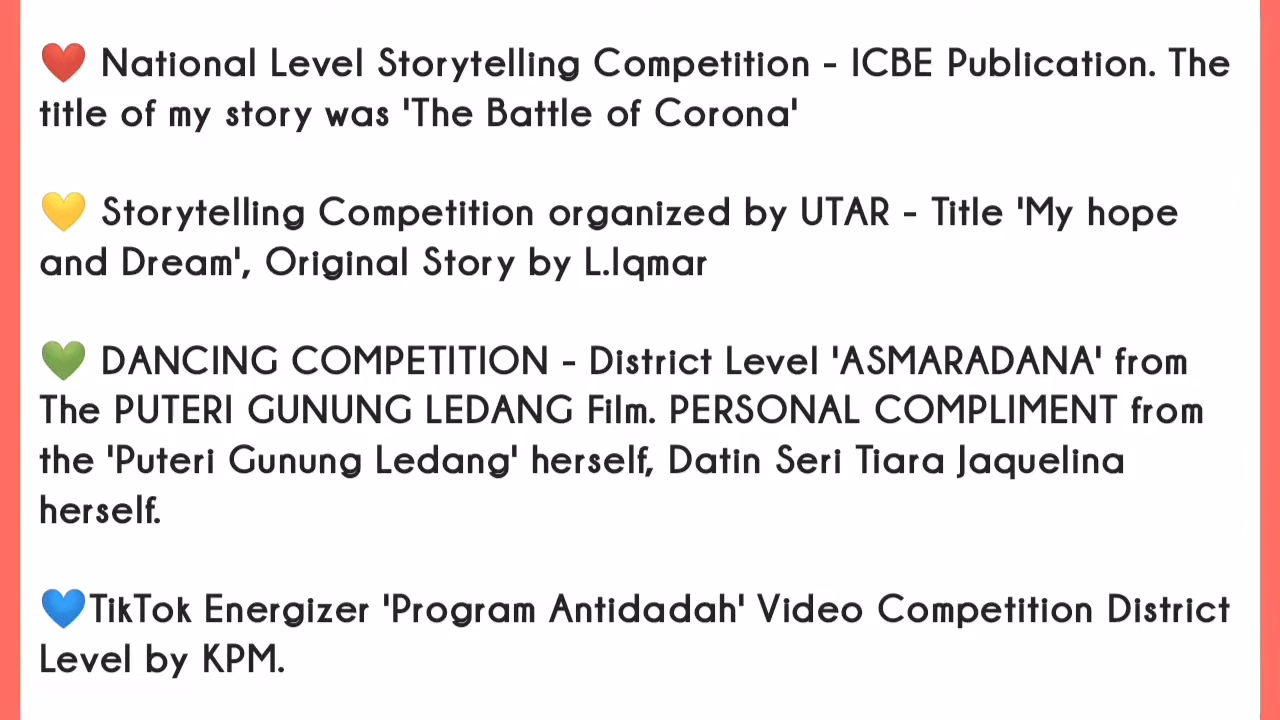 ❤️ National Level Storytelling Competition - ICBE Publication. The
title of my story was 'The Battle of Corona'
💛 Storytelling Competition organized by UTAR - Title 'My hope
and Dream', Original Story by L.Iqmar
💚 DANCING COMPETITION - District Level 'ASMARADANA' from
The PUTERI GUNUNG LEDANG Film. PERSONAL COMPLIMENT from
the 'Puteri Gunung Ledang' herself, Datin Seri Tiara Jaquelina
herself.
💙TikTok Energizer 'Program Antidadah' Video Competition District
Level by KPM.